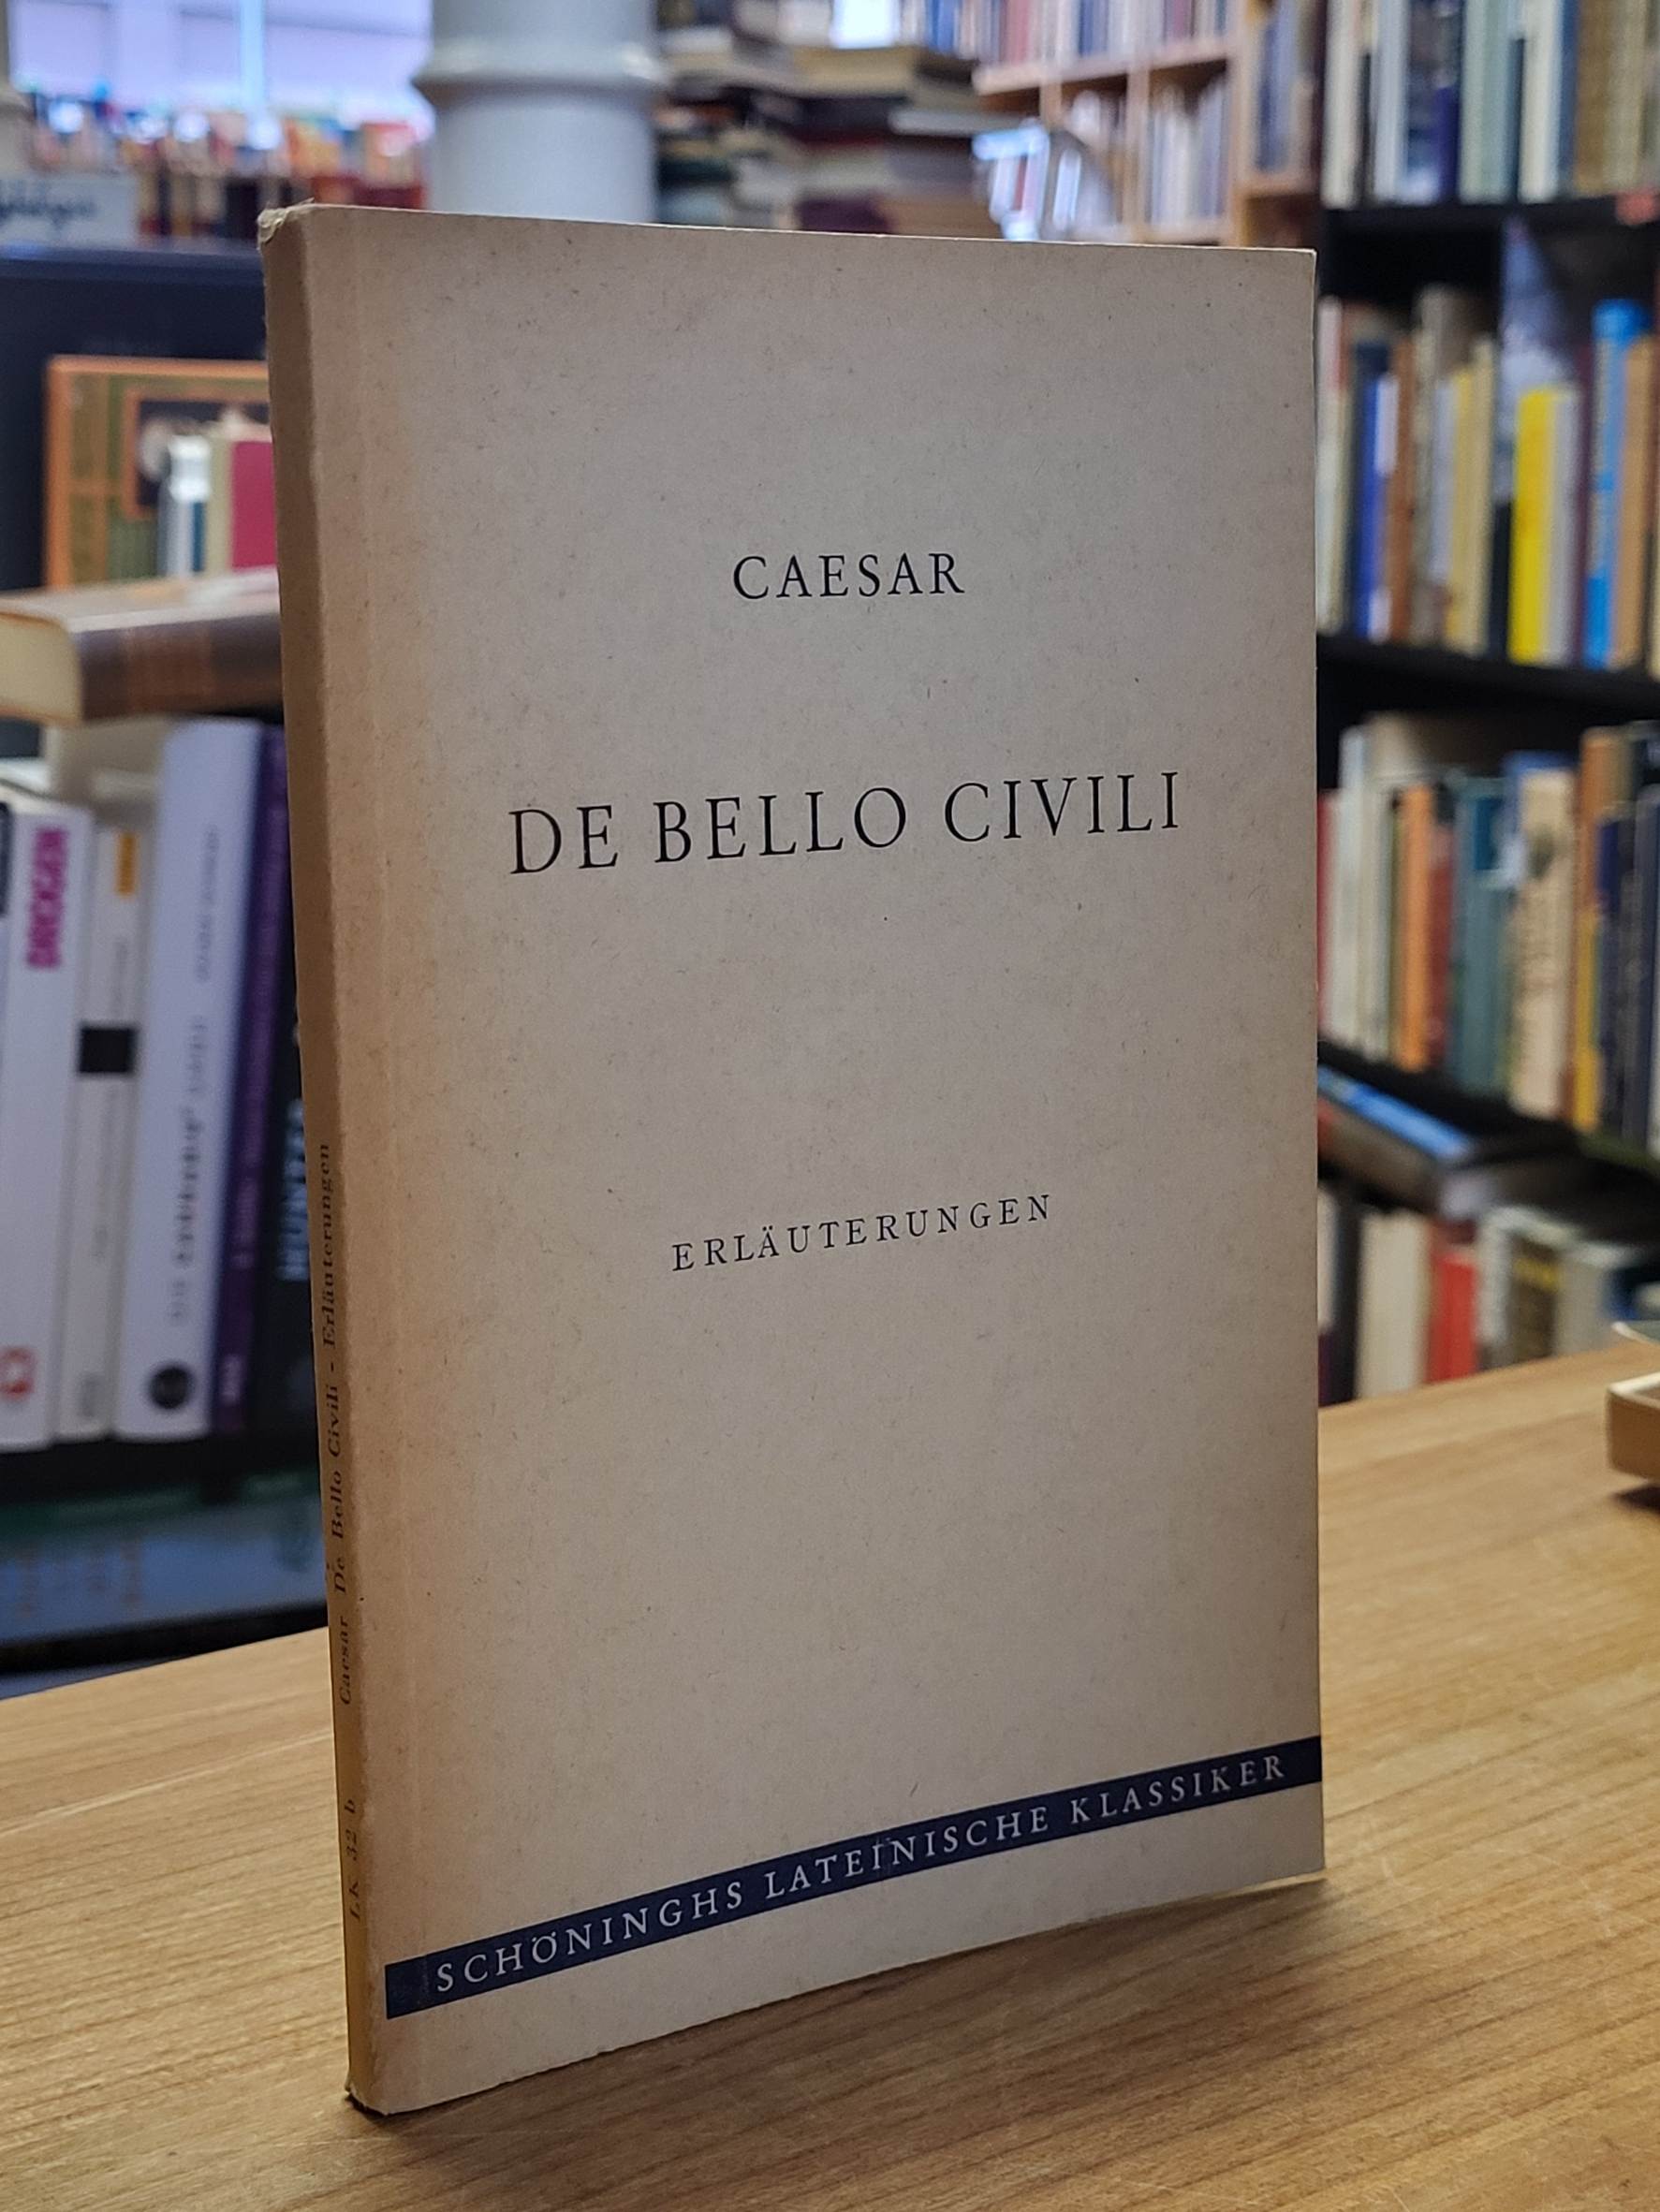 CAESAR
DE BELLO CIVILI
ERLÄUTERUNGEN
SCHÖNINGHS LATEINISCHE KLASSIKER
LK 32 b Caesar De Bello Civili - Erläuterungen